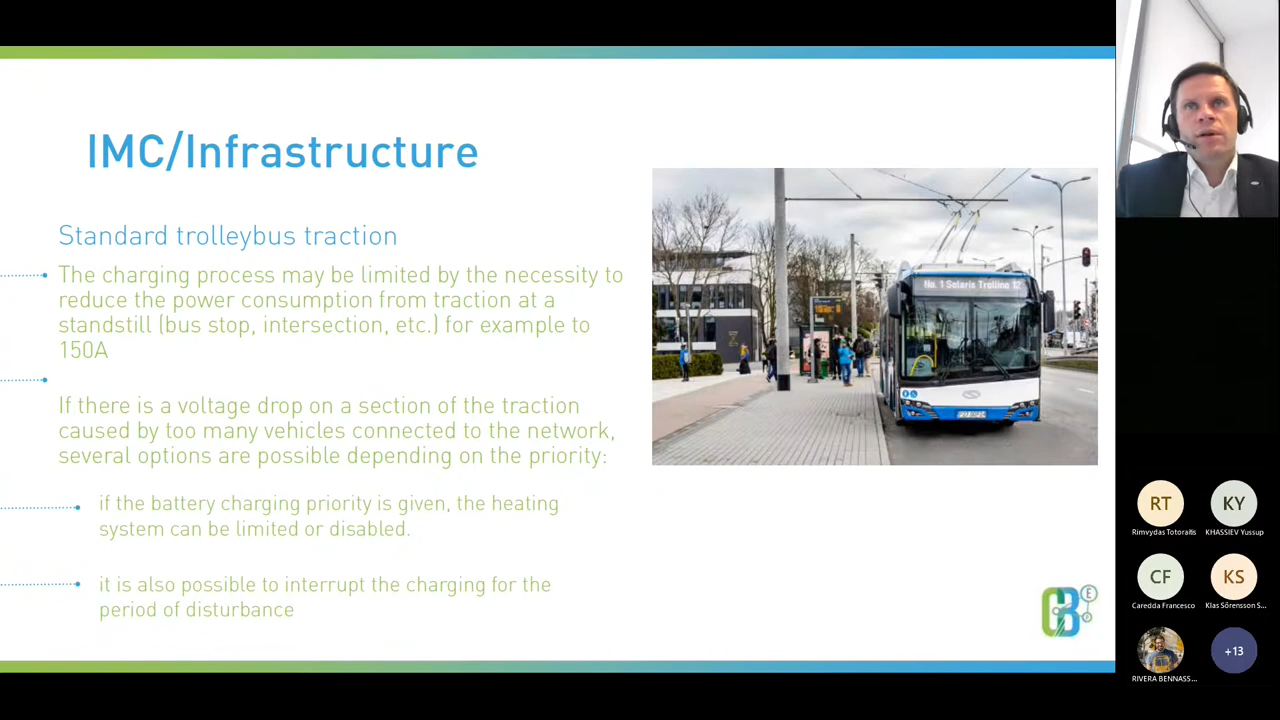 IMC/Infrastructure
Standard trolleybus traction
The charging process may be limited by the necessity to
reduce the power consumption from traction at a
standstill (bus stop, intersection, etc.) for example to
150A
If there is a voltage drop on a section of the traction
caused by too many vehicles connected to the network,
several options are possible depending on the priority:
if the battery charging priority is given, the heating
system can be limited or disabled.
it is also possible to interrupt the charging for the
period of disturbance
No. 1 Solaris Trollino 12
RT
KY
Rimvydas Totoraitis
KHASSIEV Yussup
CF
KS
Caredda Francesco
Klas Sörensson S...
+13
RIVERA BENNASS...